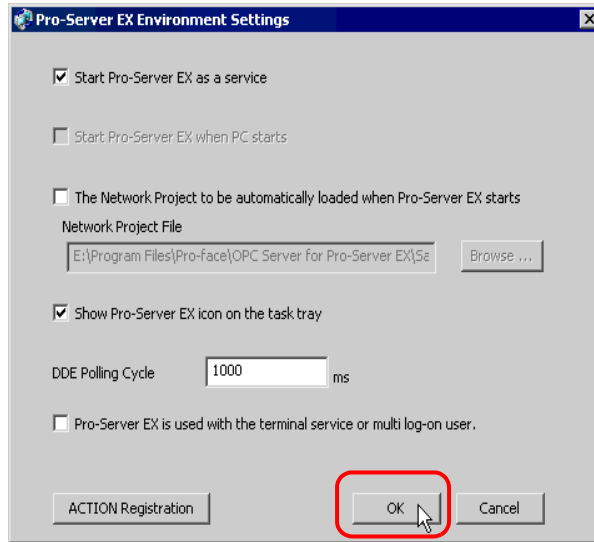 Pro-Server EX Environment Settings
Start Pro-Server EX as a service
Start Pro-Server EX when PC starts
The Network Project to be automatically loaded when Pro-Server EX starts
Network Project File
E:\Program Files\Pro-face\OPC Server for Pro-Server EX\Sa
Browse ...
Show Pro-Server EX icon on the task tray
DDE Polling Cycle 1000 ms
Pro-Server EX is used with the terminal service or multi log-on user.
ACTION Registration OK Cancel